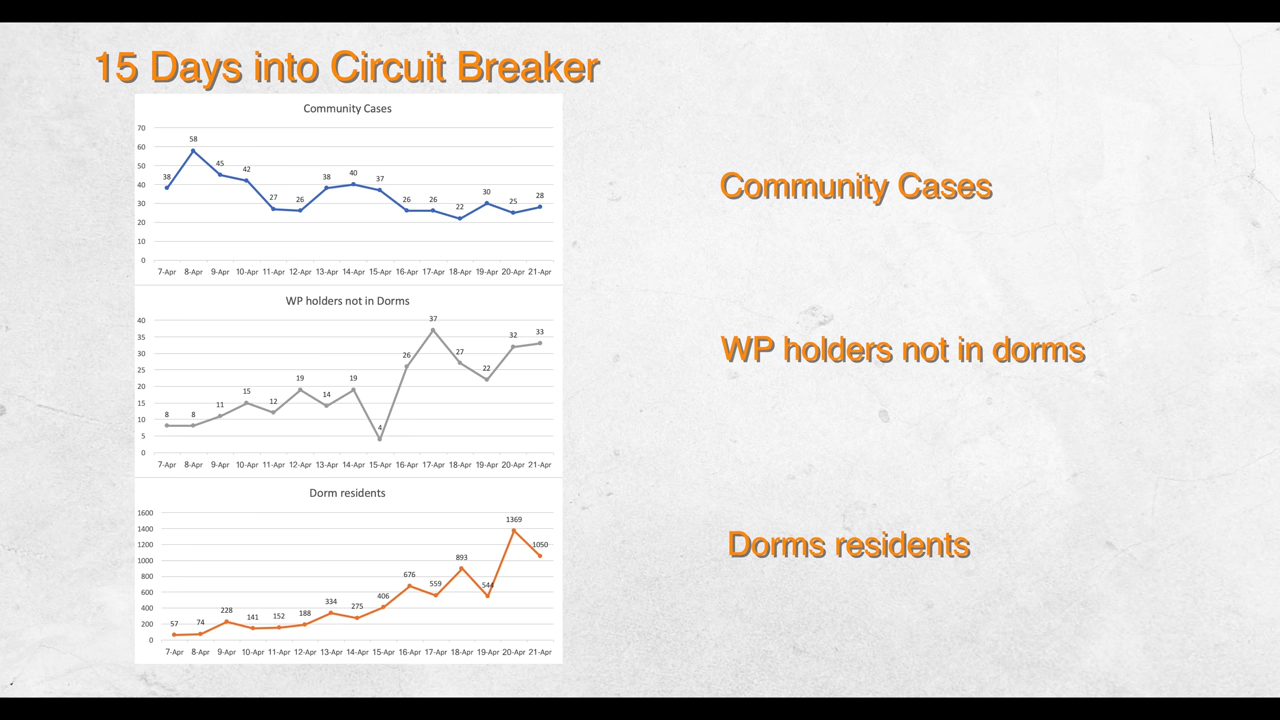 15 Days into Circuit Breaker
Community Cases
70
60
50
40
30
20
10
0
38 58 45 42 27 26 38 40 37 26 26 22 30 25 28
7-Apr 8-Apr 9-Apr 10-Apr 11-Apr 12-Apr 13-Apr 14-Apr 15-Apr 16-Apr 17-Apr 18-Apr 19-Apr 20-Apr 21-Apr
Community Cases
WP holders not in Dorms
40
35
30
25
20
15
10
5
0
8 8 11 15 12 19 14 19 4 26 37 27 22 32 33
7-Apr 8-Apr 9-Apr 10-Apr 11-Apr 12-Apr 13-Apr 14-Apr 15-Apr 16-Apr 17-Apr 18-Apr 19-Apr 20-Apr 21-Apr
WP holders not in dorms
Dorm residents
1600
1400
1200
1000
800
600
400
200
0
57 74 228 141 152 188 334 275 406 676 559 893 544 1369 1050
7-Apr 8-Apr 9-Apr 10-Apr 11-Apr 12-Apr 13-Apr 14-Apr 15-Apr 16-Apr 17-Apr 18-Apr 19-Apr 20-Apr 21-Apr
Dorms residents